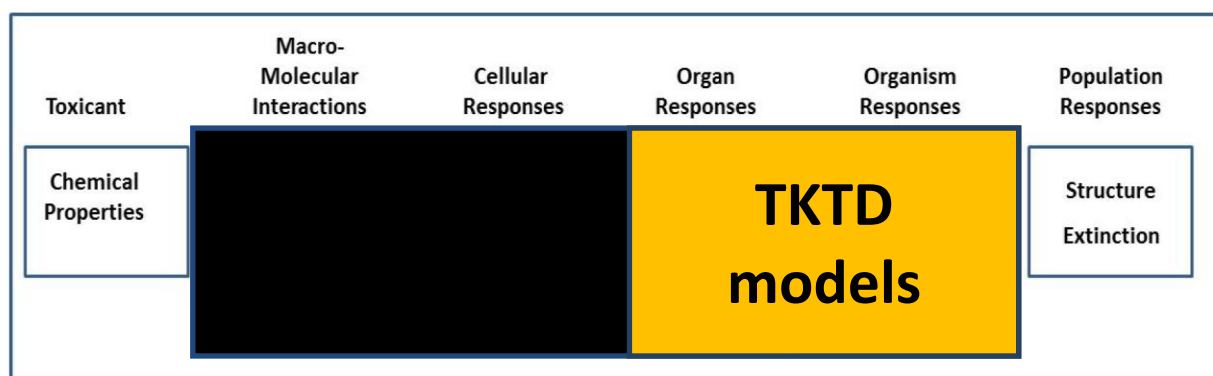 Toxicant
Macro-
Molecular
Interactions
Cellular
Responses
Organ
Responses
Organism
Responses
Population
Responses
Chemical
Properties
TKTD
models
Structure
Extinction